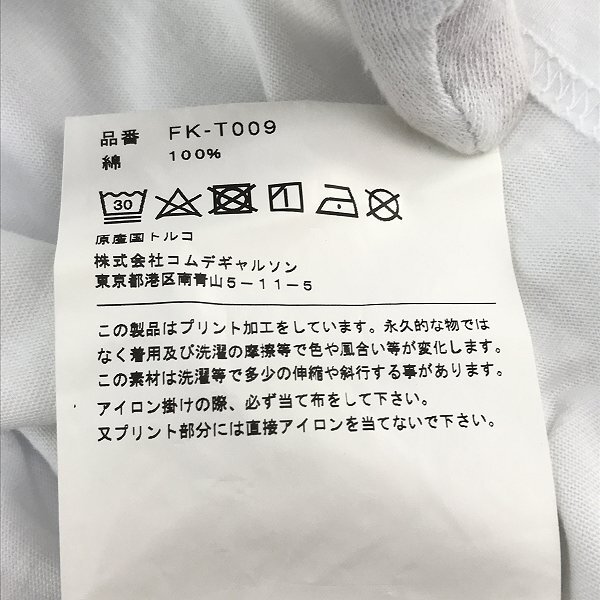 品番 FK-T009
綿 100%
30
原産国トルコ
株式会社コムデギャルソン
東京都港区南青山5-11-5
この製品はプリント加工をしています。永久的な物では
なく着用及び洗濯の摩擦等で色や風合い等が変化します。
この素材は洗濯等で多少の伸縮や斜行する事があります。
アイロン掛けの際、必ず当て布をして下さい。
又プリント部分には直接アイロンを当てないで下さい。